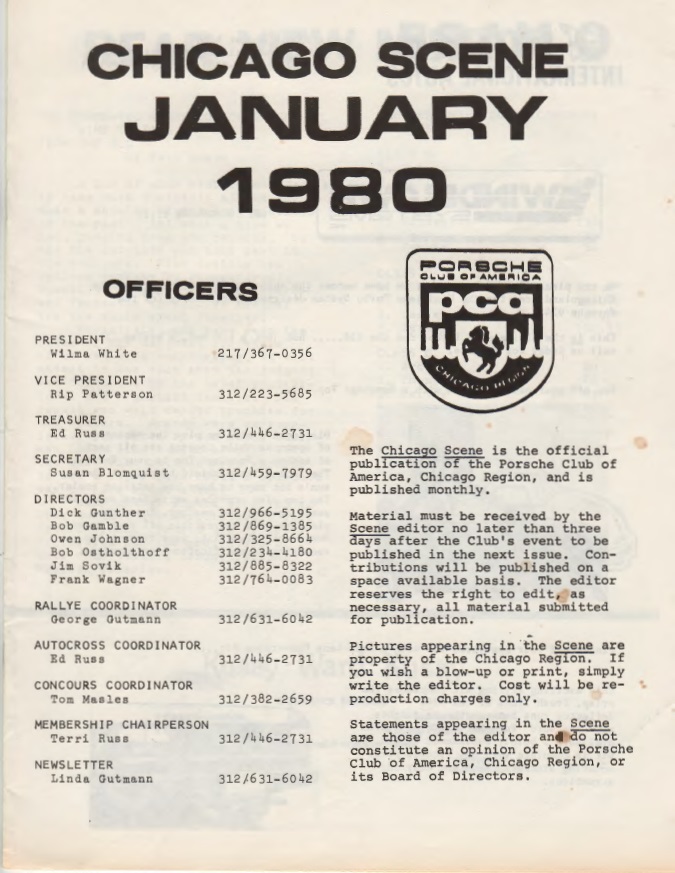 CHICAGO SCENE
JANUARY
1980
OFFICERS
PRESIDENT
Wilma White 217/367-0356
VICE PRESIDENT
Rip Patterson 312/223-5685
TREASURER
Ed Russ 312/446-2731
SECRETARY
Susan Blomquist 312/459-7979
DIRECTORS
Dick Gunther 312/966-5195
Bob Gamble 312/869-1385
Owen Johnson 312/325-8664
Bob Ostholthoff 312/234-4180
Jim Sovik 312/885-8322
Frank Wagner 312/764-0083
RALLYE COORDINATOR
George Gutmann 312/631-6042
AUTOCROSS COORDINATOR
Ed Russ 312/446-2731
CONCOURS COORDINATOR
Tom Masles 312/382-2659
MEMBERSHIP CHAIRPERSON
Terri Russ 312/446-2731
NEWSLETTER
Linda Gutmann 312/631-6042
PORSCHE
CLUB OF AMERICA
pca
CHICAGO REGION
The Chicago Scene is the official
publication of the Porsche Club of
America, Chicago Region, and is
published monthly.
Material must be received by the
Scene editor no later than three
days after the Club's event to be
published in the next issue. Con-
tributions will be published on a
space available basis. The editor
reserves the right to edit, as
necessary, all material submitted
for publication.
Pictures appearing in the Scene are
property of the Chicago Region. If
you wish a blow-up or print, simply
write the editor. Cost will be re-
production charges only.
Statements appearing in the Scene
are those of the editor and do not
constitute an opinion of the Porsche
Club of America, Chicago Region, or
its Board of Directors.